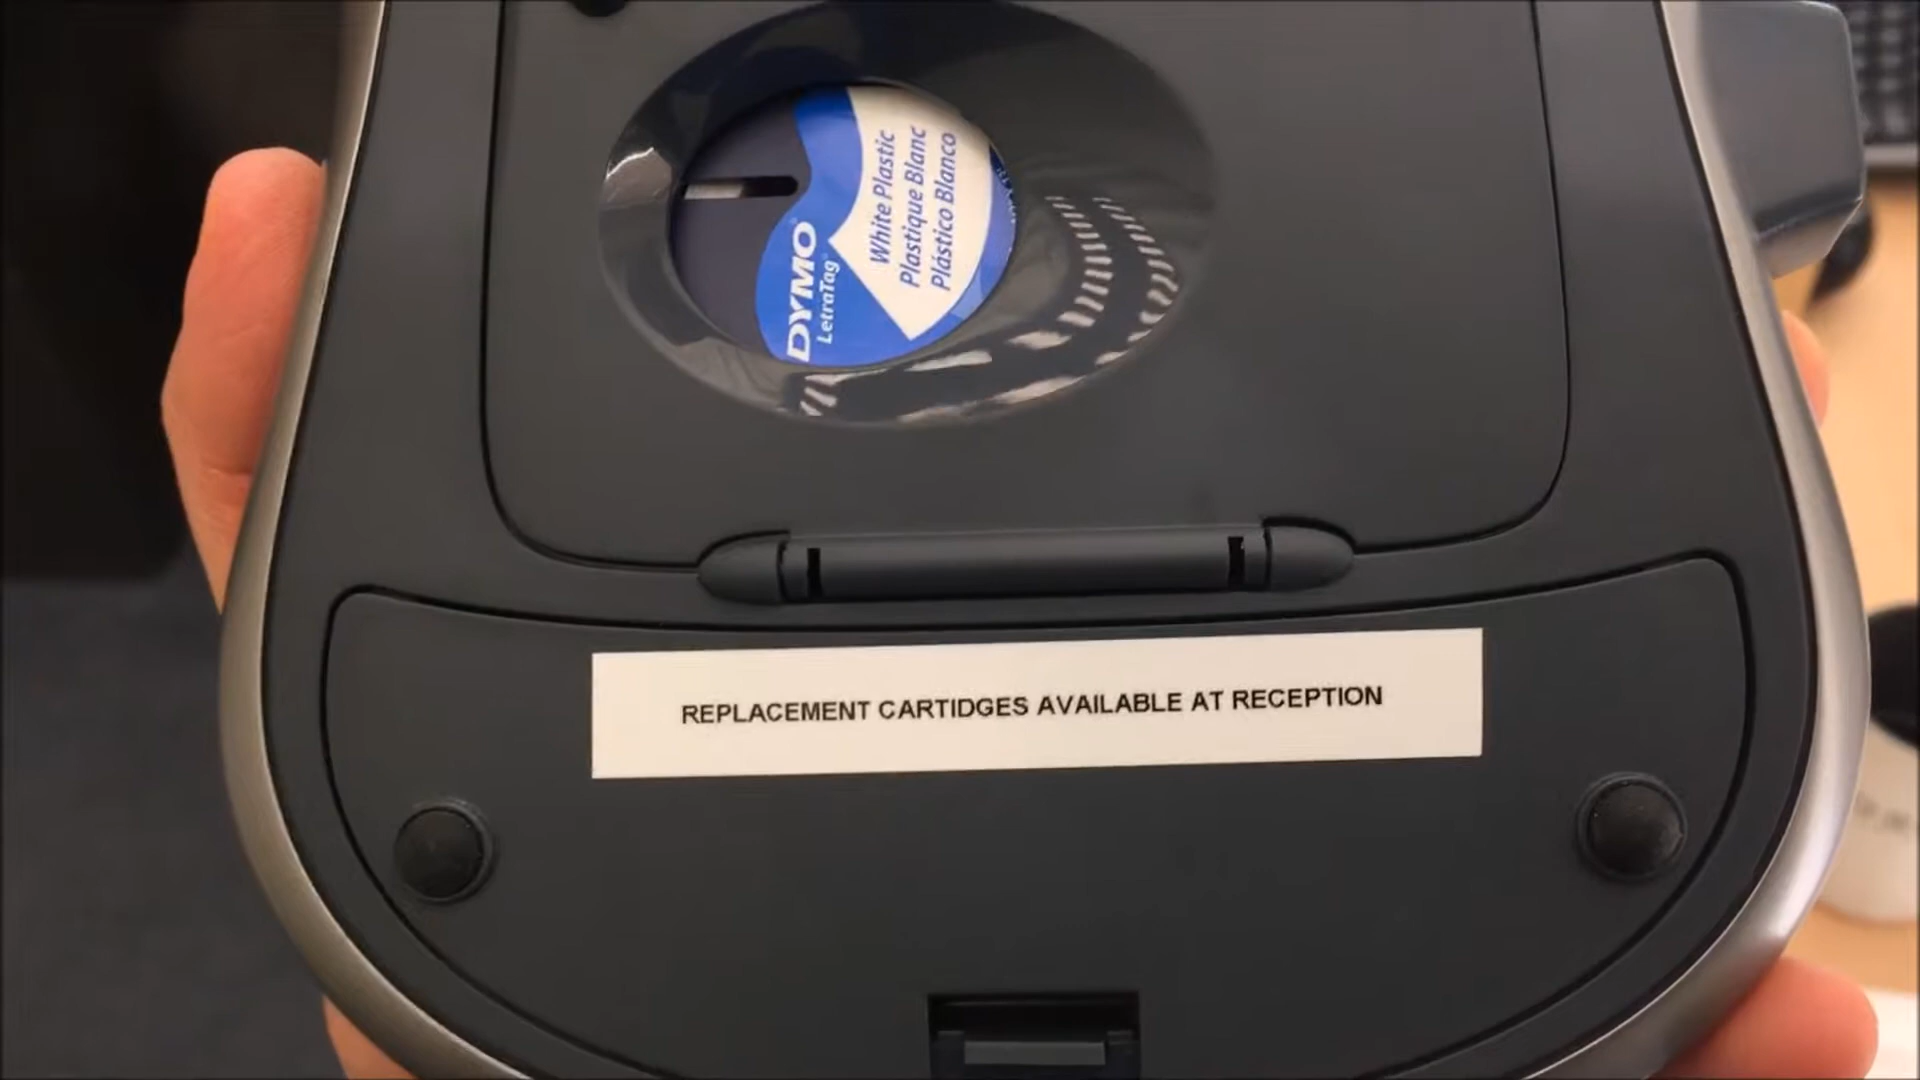 DYMO
LetraTag
White Plastic
Plastique Blanc
Plástico Blanco
REPLACEMENT CARTIDGES AVAILABLE AT RECEPTION